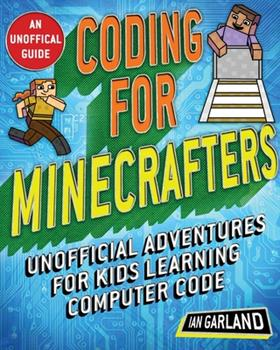 AN
UNOFFICAL
GUIDE
CODING
FOR
MINECRAFTERS
UNOFFICIAL ADVENTURES
FOR KIDS LEARNING
COMPUTER CODE
IAN GARLAND